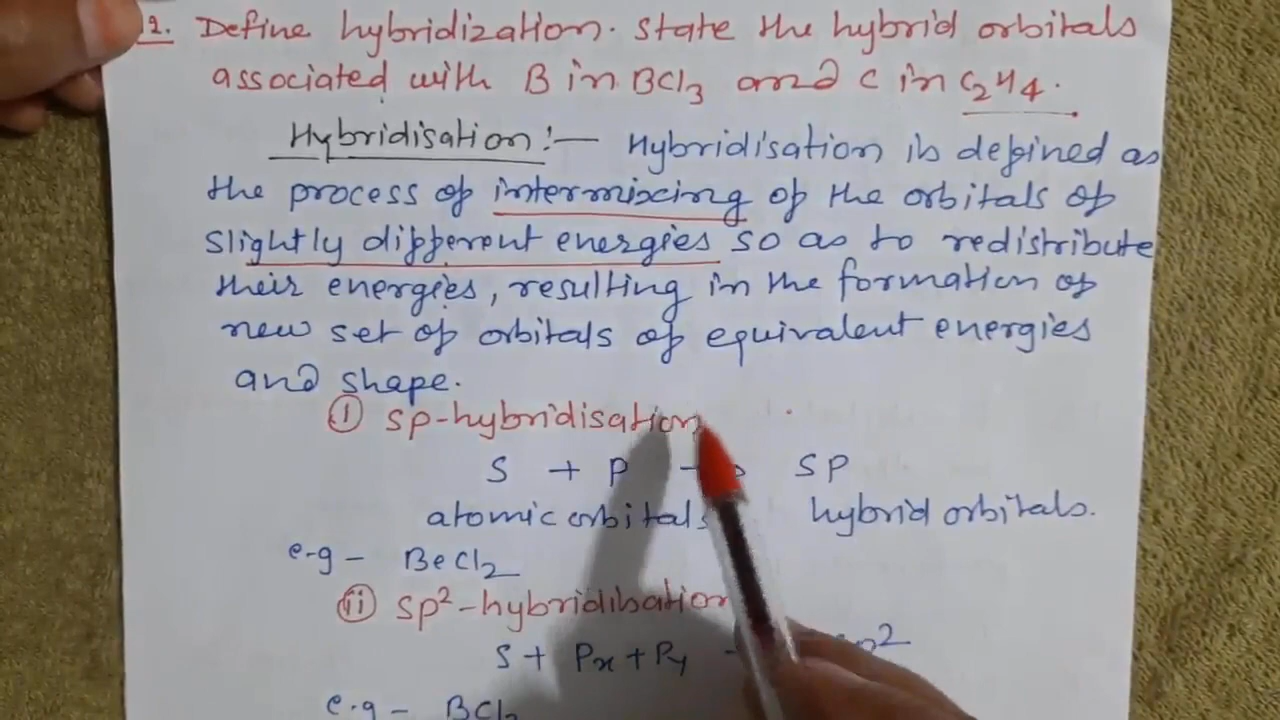 2. Define hybridization. State the hybrid orbitals
associated with B in BCl3 and C in C2H4.
Hybridisation :— Hybridisation is defined as
the process of intermixing of the orbitals of
slightly different energies so as to redistribute
their energies, resulting in the formation of
new set of orbitals of equivalent energies
and shape.
(i) sp-hybridisation
S + P → SP
atomic orbitals hybrid orbitals.
e.g – BeCl2
(ii) sp²-hybridisation
S + Px + Py
e.g – BCl3